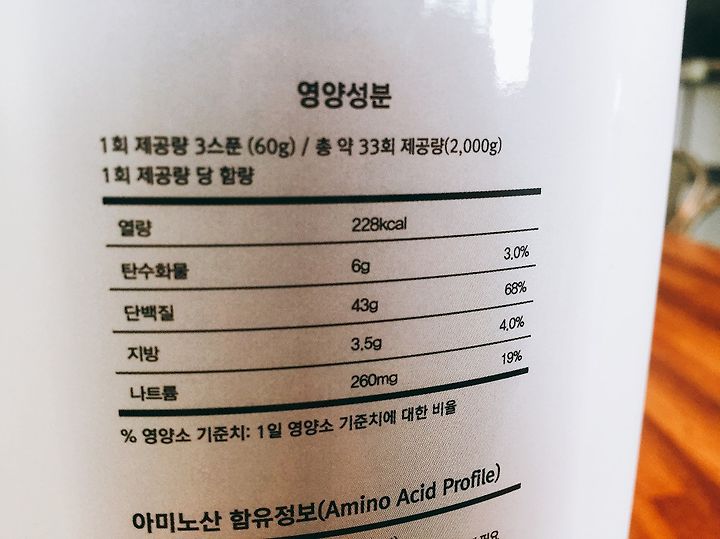 영양성분
1회 제공량 3스푼 (60g) / 총 약 33회 제공량(2,000g)
1회 제공량 당 함량
열량 228kcal
탄수화물 6g 3.0%
단백질 43g 68%
지방 3.5g 4.0%
나트륨 260mg 19%
% 영양소 기준치: 1일 영양소 기준치에 대한 비율
아미노산 함유정보(Amino Acid Profile)